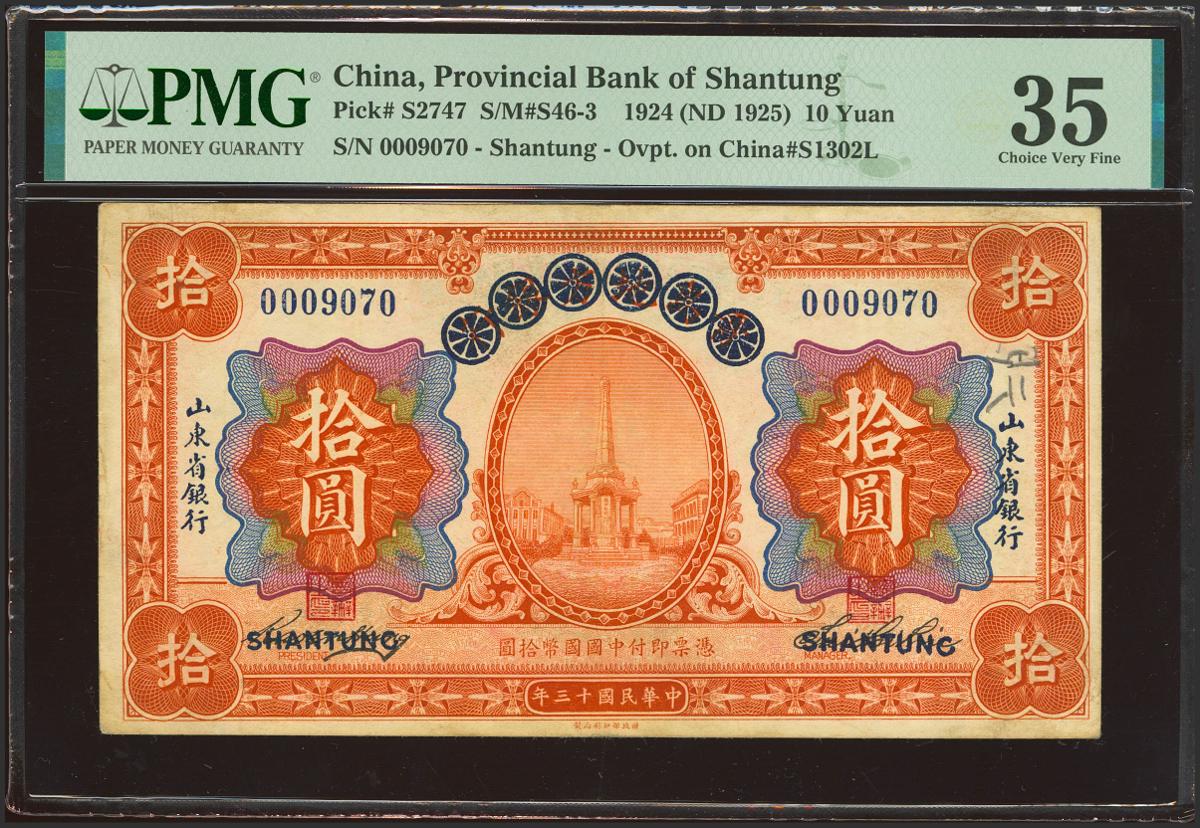 PMG®
PAPER MONEY GUARANTY
China, Provincial Bank of Shantung
Pick# S2747 S/M#S46-3 1924 (ND 1925) 10 Yuan
S/N 0009070 - Shantung - Ovpt. on China#S1302L
35
Choice Very Fine
拾
拾
0009070
0009070
山東省銀行
拾圓
拾圓
山東省銀行
SHANTUNG
PRESIDENT
SHANTUNG
MANAGER
圓拾幣國國中付即票憑
拾
拾
年三十國民華中